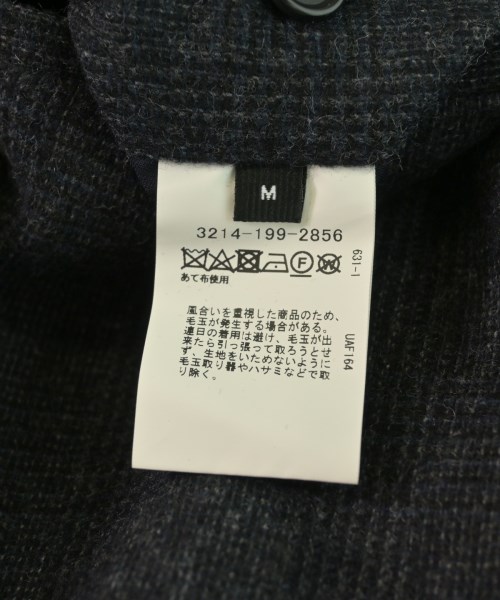 M
3214-199-2856
F W
あて布使用
631-1
UAF164
風合いを重視した商品のため、
毛玉が発生する場合がある。
連日の着用は避け、毛玉が出
来たら引っ張って取ろうとせ
ず、生地をいためないように
毛玉取り器やハサミなどで取
り除く。